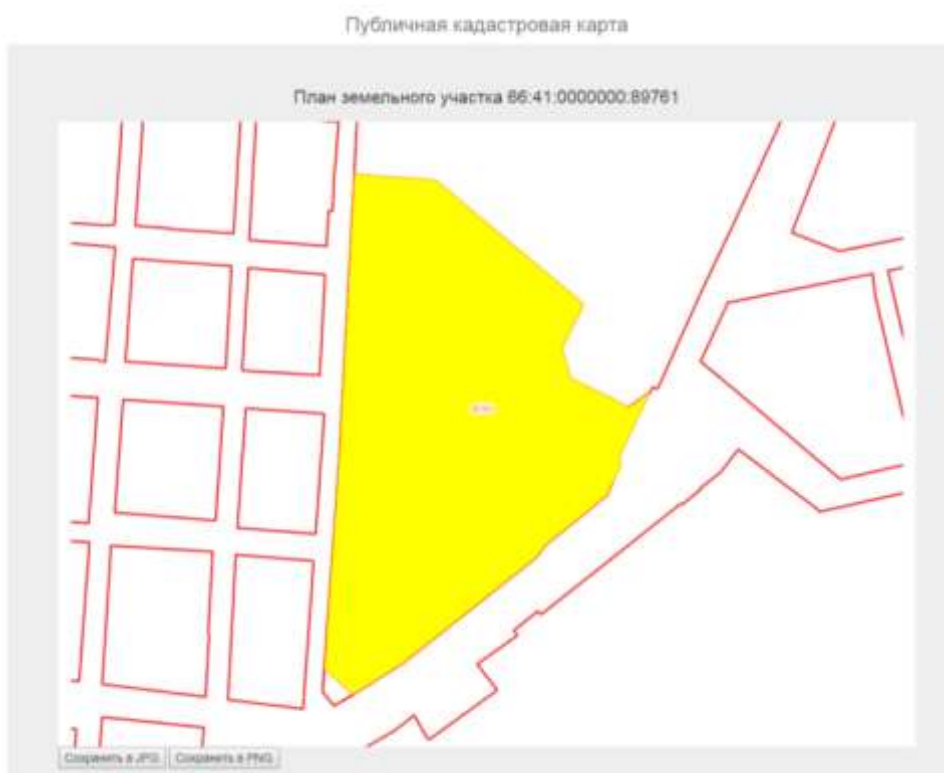 Публичная кадастровая карта
План земельного участка 66:41:0000000:89761
Сохранить в JPG Сохранить в PNG